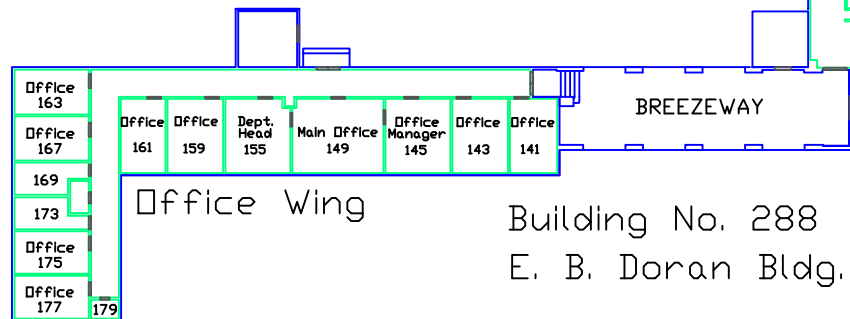 Office
163
Office
167
169
173
Office
175
Office
177
179
Office
161
Office
159
Dept.
Head
155
Main Office
149
Office
Manager
145
Office
143
Office
141
BREEZEWAY
Office Wing
Building No. 288
E. B. Doran Bldg.